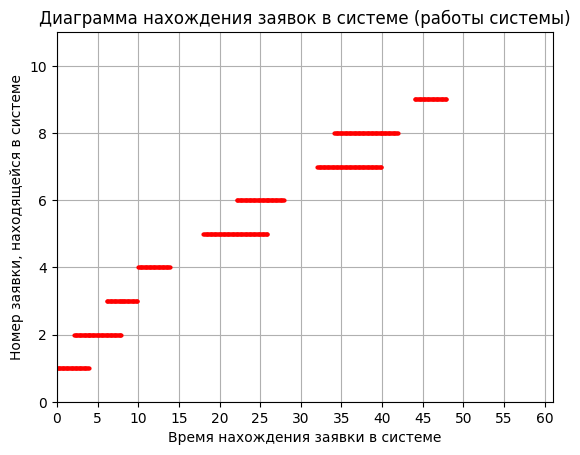 Диаграмма нахождения заявок в системе (работы системы)
Номер заявки, находящейся в системе
10
8
6
4
2
0
0 5 10 15 20 25 30 35 40 45 50 55 60
Время нахождения заявки в системе